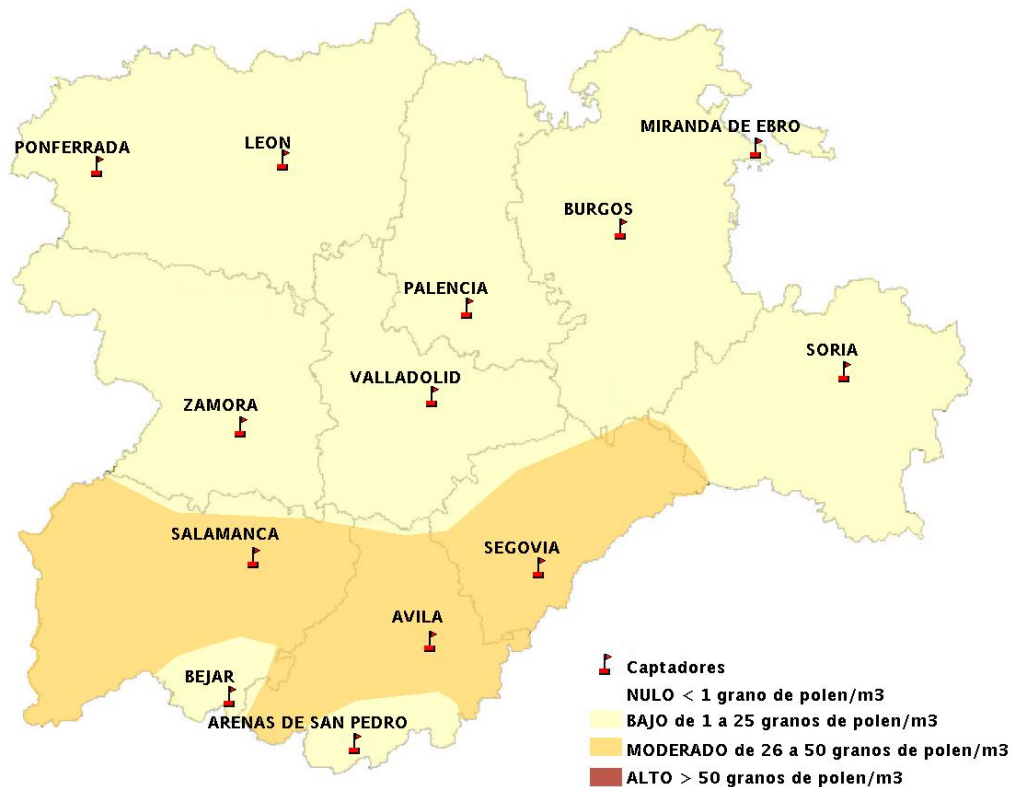 MIRANDA DE EBRO
PONFERRADA
LEON
BURGOS
PALENCIA
SORIA
VALLADOLID
ZAMORA
SALAMANCA
SEGOVIA
AVILA
BEJAR
ARENAS DE SAN PEDRO
Captadores
NULO < 1 grano de polen/m3
BAJO de 1 a 25 granos de polen/m3
MODERADO de 26 a 50 granos de polen/m3
ALTO > 50 granos de polen/m3